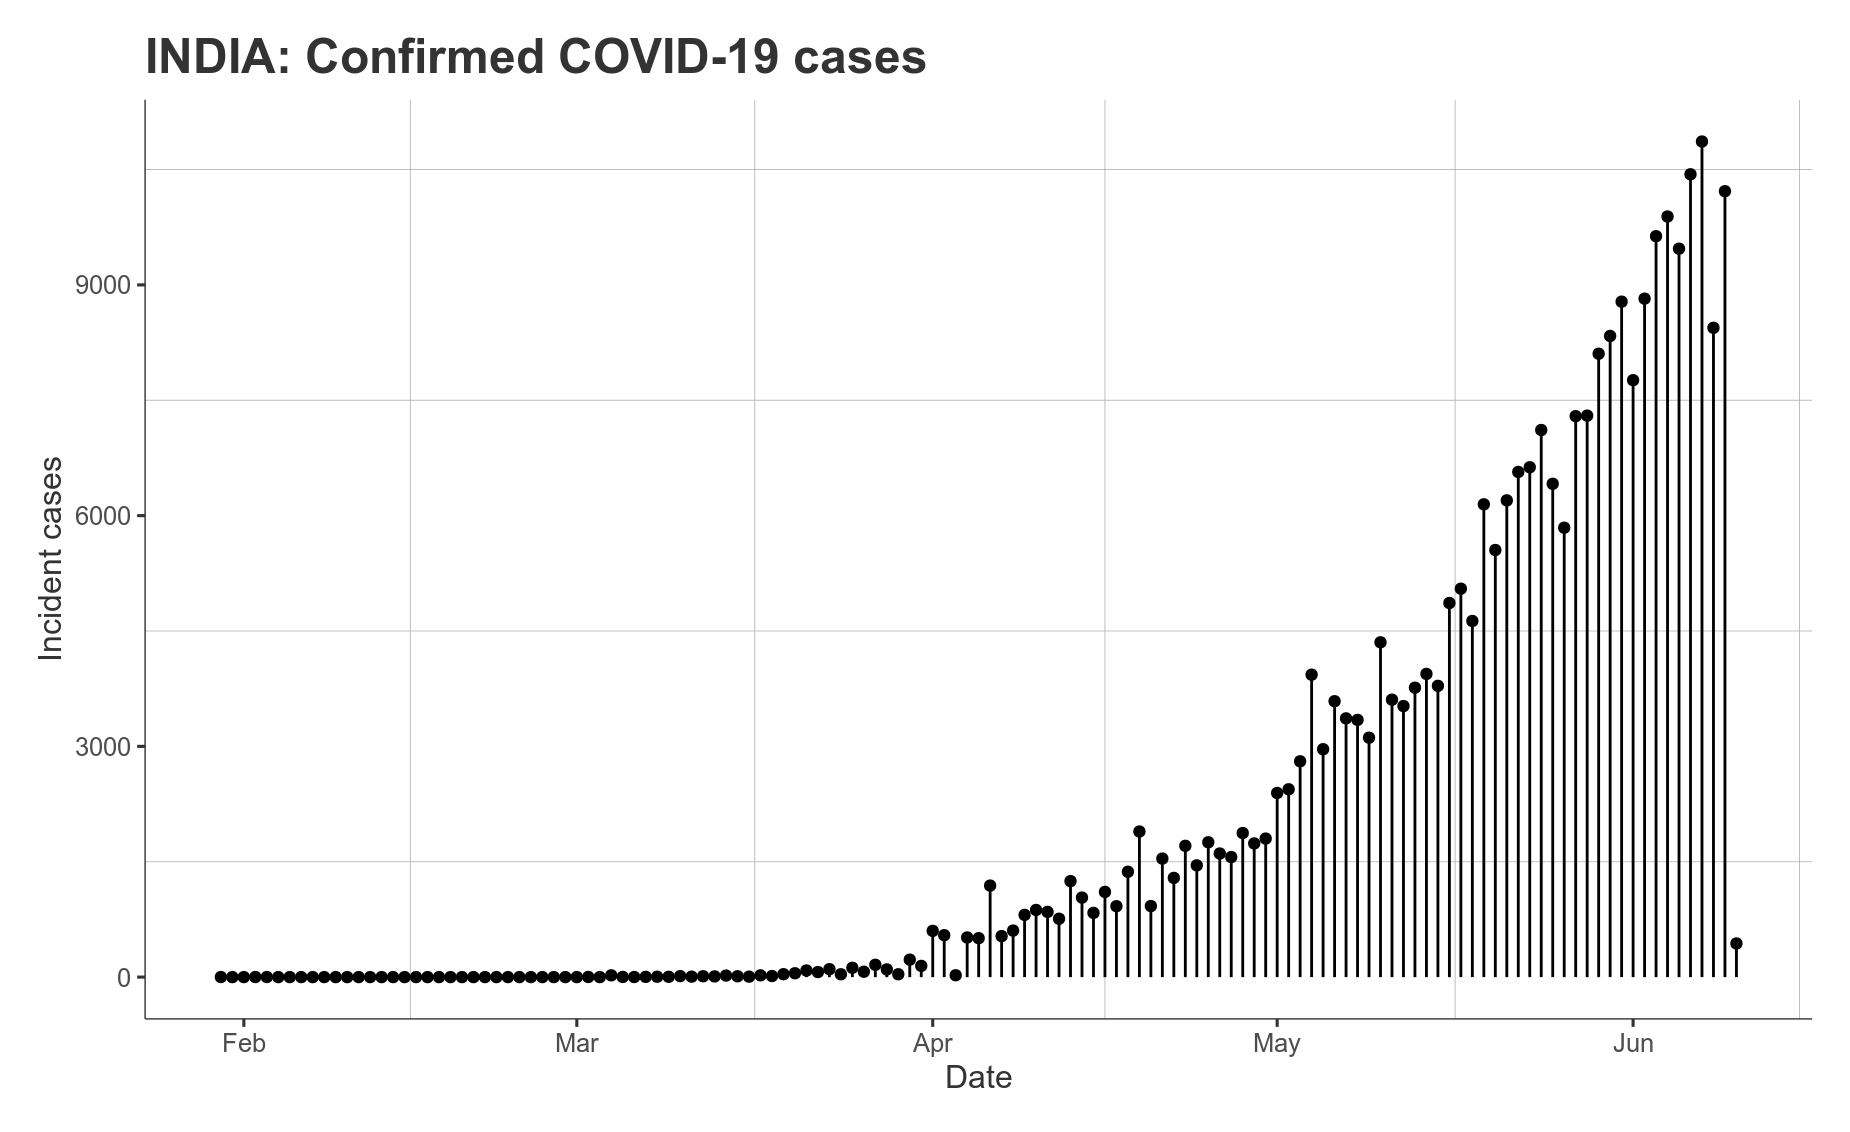 INDIA: Confirmed COVID-19 cases
Incident cases
9000
6000
3000
0
Feb Mar Apr May Jun
Date